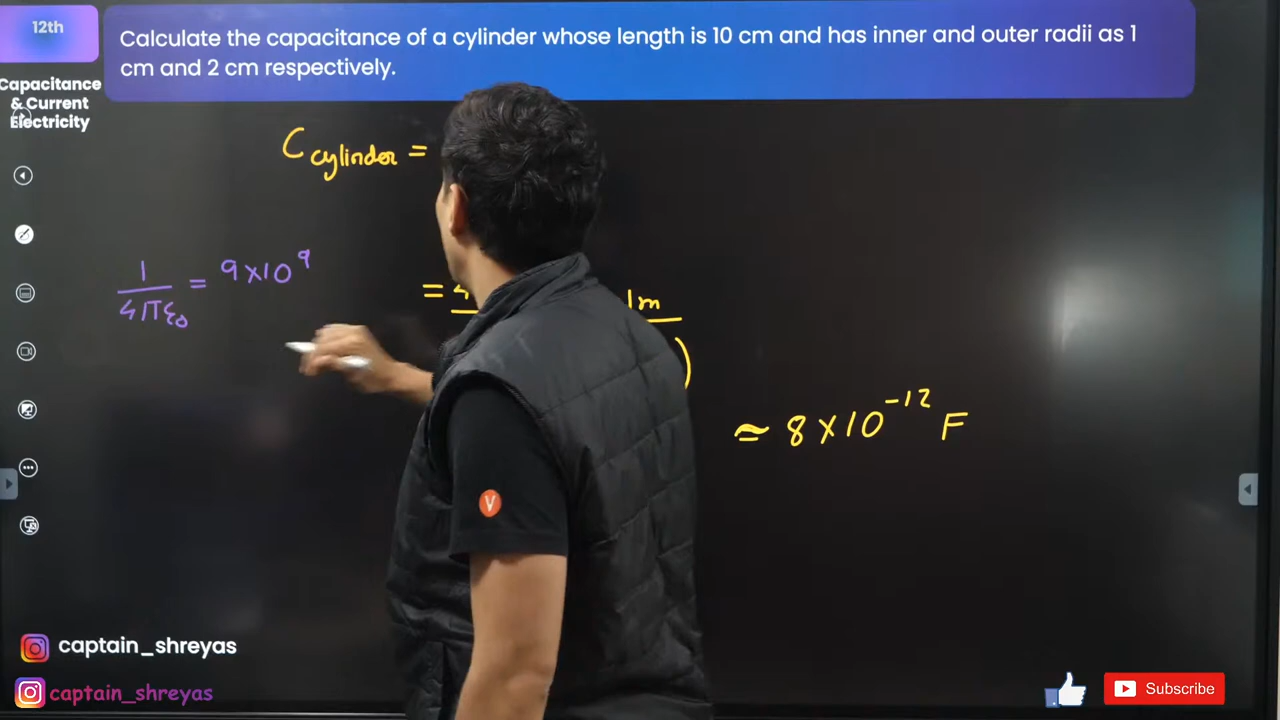 12th
Calculate the capacitance of a cylinder whose length is 10 cm and has inner and outer radii as 1
cm and 2 cm respectively.
Capacitance
& Current
Electricity
C cylinder =
1/4πε₀ = 9×10⁹
= 4 1m
)
≃ 8×10⁻¹² F
V
captain_shreyas
captain_shreyas
Subscribe